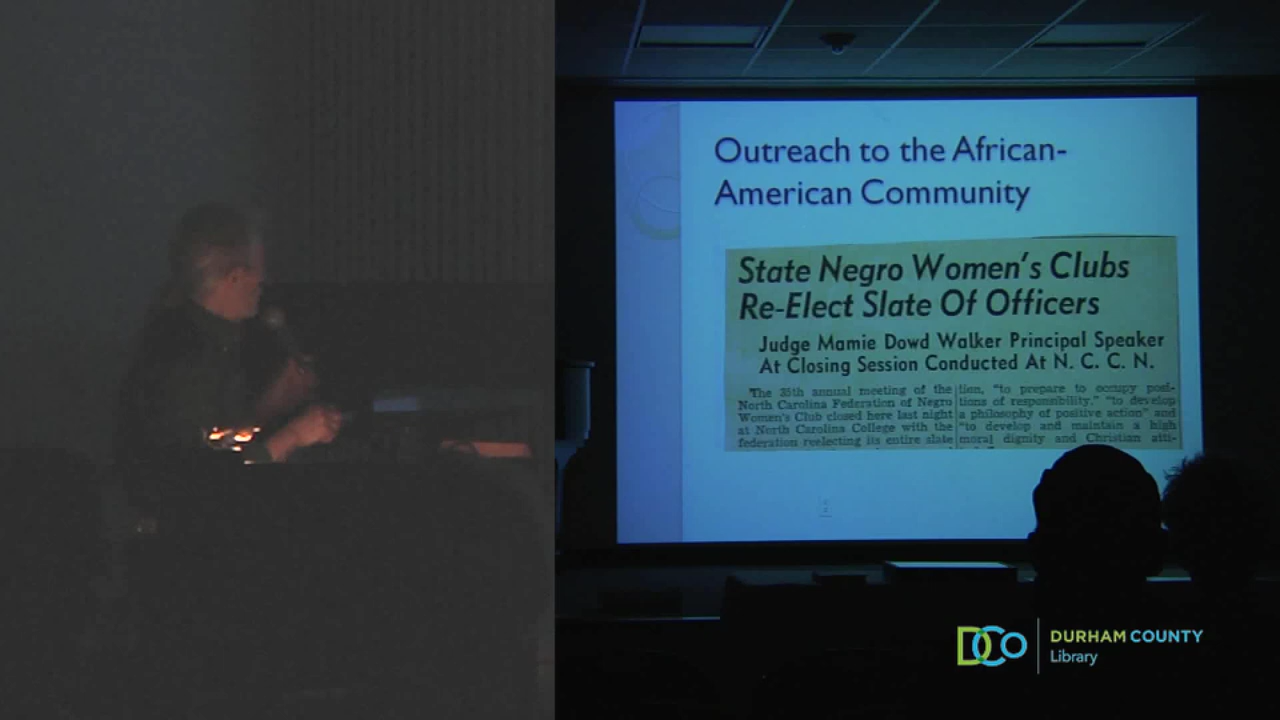 Outreach to the African-
American Community
State Negro Women's Clubs
Re-Elect Slate Of Officers
Judge Mamie Dowd Walker Principal Speaker
At Closing Session Conducted At N. C. C. N.
The 35th annual meeting of the
North Carolina Federation of Negro
Women's Club closed here last night
at North Carolina College with the
federation reelecting its entire slate
tion, "to prepare to occupy posi-
tions of responsibility," "to develop
a philosophy of positive action" and
"to develop and maintain a high
moral dignity and Christian atti-
DCo
DURHAM COUNTY
Library